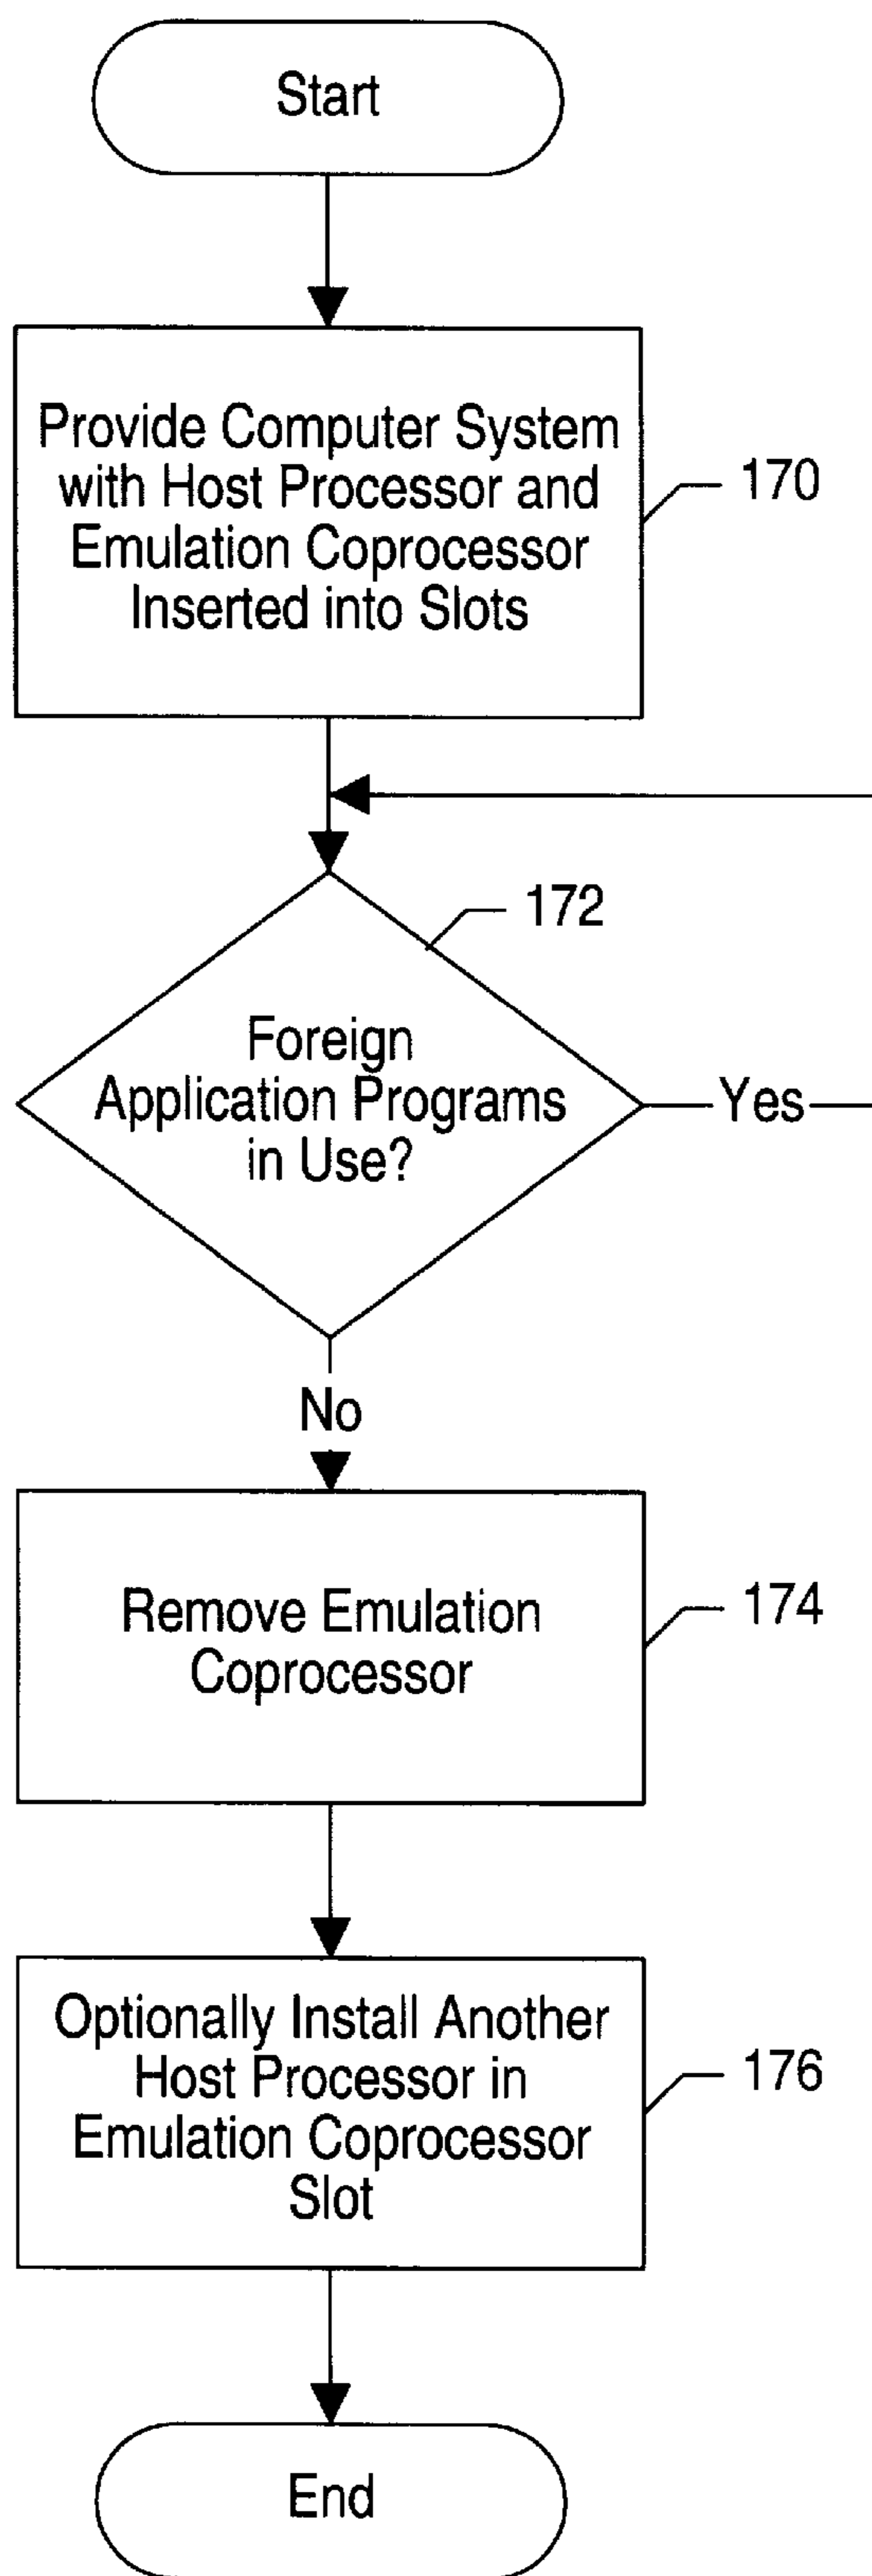 Start
Provide Computer System
with Host Processor and
Emulation Coprocessor
Inserted into Slots
170
172
Foreign
Application Programs
in Use?
Yes
No
Remove Emulation
Coprocessor
174
Optionally Install Another
Host Processor in
Emulation Coprocessor
Slot
176
End